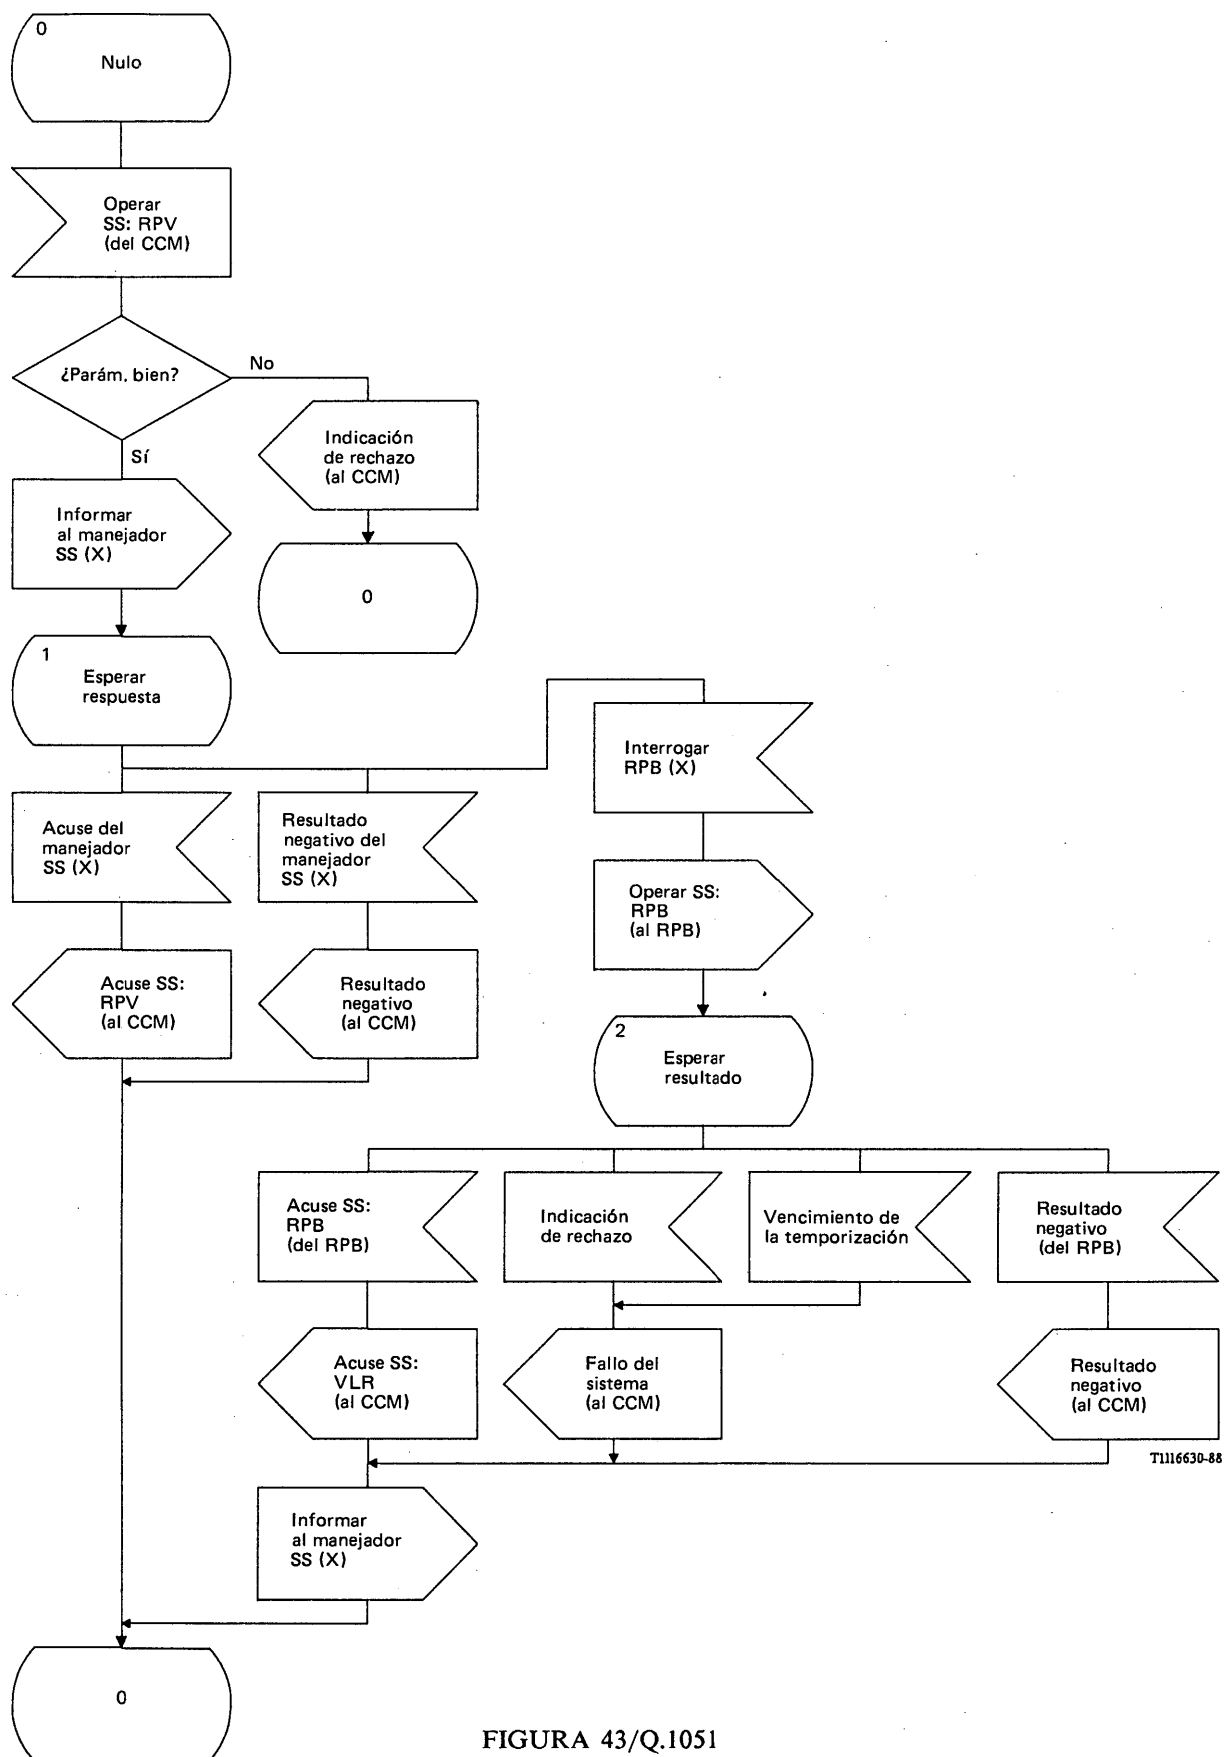 0
Nulo
Operar
SS: RPV
(del CCM)
¿Parám, bien?
No
Sí
Indicación
de rechazo
(al CCM)
Informar
al manejador
SS (X)
0
1
Esperar
respuesta
Interrogar
RPB (X)
Acuse del
manejador
SS (X)
Resultado
negativo del
manejador
SS (X)
Operar SS:
RPB
(al RPB)
Acuse SS:
RPV
(al CCM)
Resultado
negativo
(al CCM)
2
Esperar
resultado
Acuse SS:
RPB
(del RPB)
Indicación
de rechazo
Vencimiento de
la temporización
Resultado
negativo
(del RPB)
Acuse SS:
VLR
(al CCM)
Fallo del
sistema
(al CCM)
Resultado
negativo
(al CCM)
T1116630-88
Informar
al manejador
SS (X)
0
FIGURA 43/Q.1051